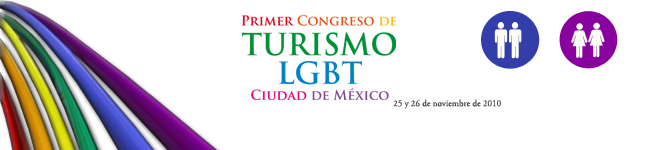 PRIMER CONGRESO DE
TURISMO
LGBT
CIUDAD DE MÉXICO
25 y 26 de noviembre de 2010